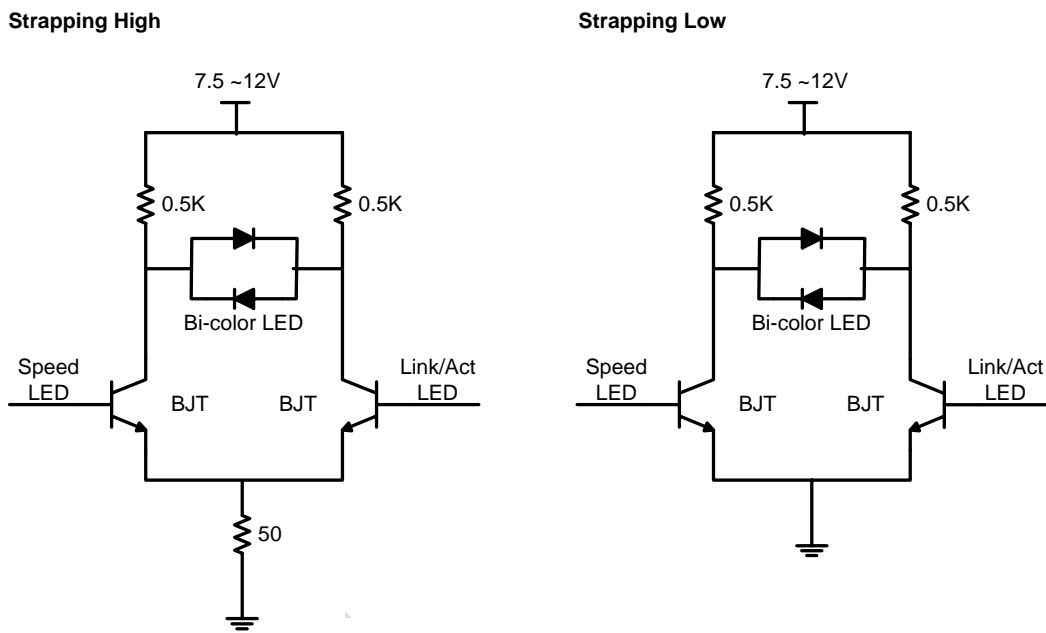 Strapping High
7.5 ~12V
0.5K
0.5K
Bi-color LED
Speed
LED
BJT
BJT
Link/Act
LED
50
Strapping Low
7.5 ~12V
0.5K
0.5K
Bi-color LED
Speed
LED
BJT
BJT
Link/Act
LED